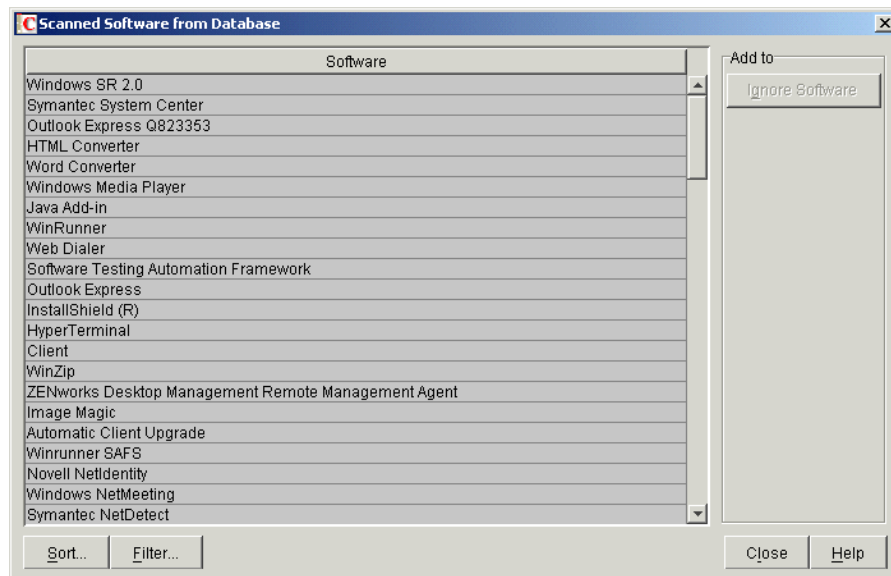 Scanned Software from Database
Software
Windows SR 2.0
Symantec System Center
Outlook Express Q823353
HTML Converter
Word Converter
Windows Media Player
Java Add-in
WinRunner
Web Dialer
Software Testing Automation Framework
Outlook Express
InstallShield (R)
HyperTerminal
Client
WinZip
ZENworks Desktop Management Remote Management Agent
Image Magic
Automatic Client Upgrade
Winrunner SAFS
Novell NetIdentity
Windows NetMeeting
Symantec NetDetect
Add to
Ignore Software
Sort...
Filter...
Close
Help